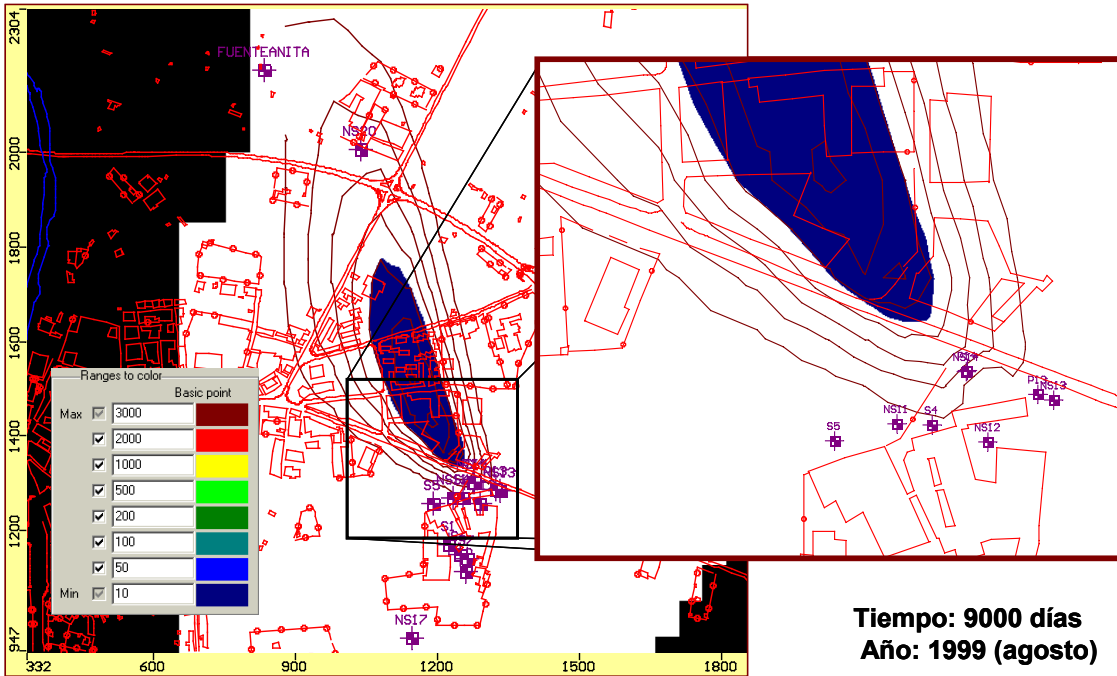 2304
2000
1800
1600
1400
1200
947
332
600
900
1200
1500
1800
FUENTEANITA
NS20
S5
S1
NS17
Ranges to color
Basic point
Max
3000
2000
1000
500
200
100
50
Min
10
NS14
P13
NS13
NS11
S4
S5
NS12
Tiempo: 9000 días
Año: 1999 (agosto)